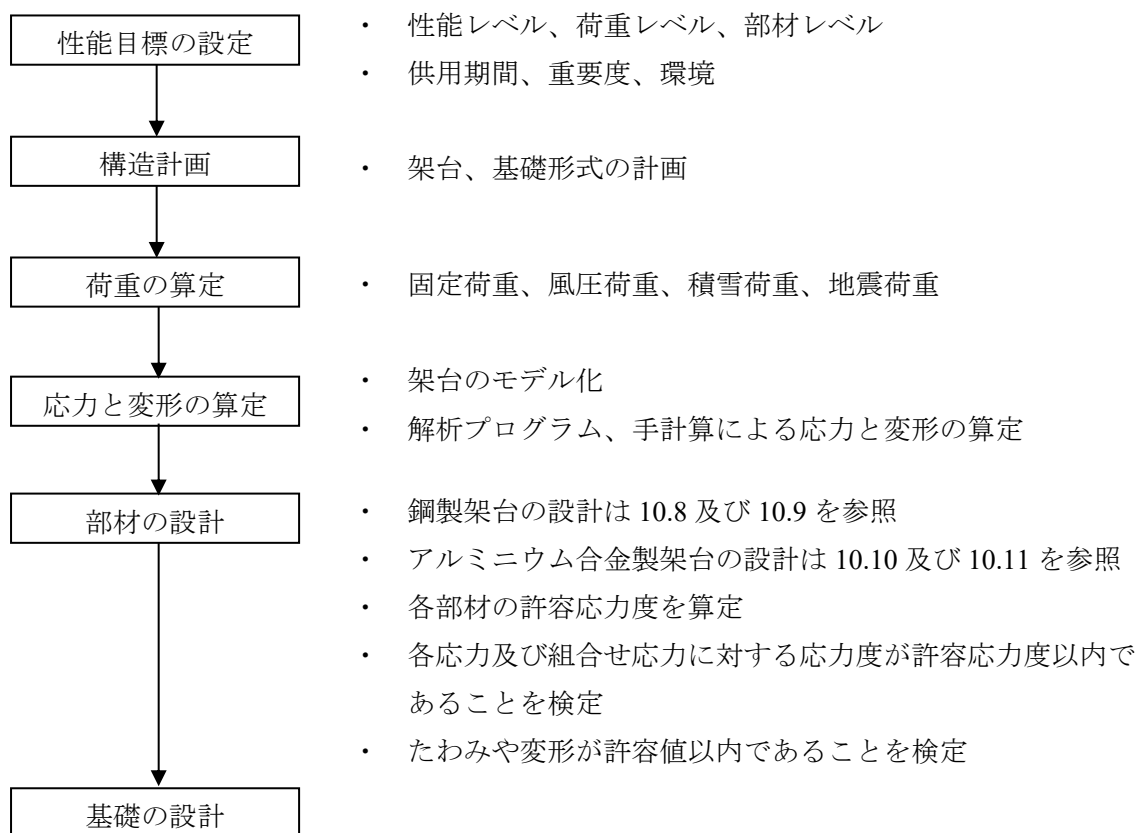 性能目標の設定
・ 性能レベル、荷重レベル、部材レベル
・ 供用期間、重要度、環境
構造計画
・ 架台、基礎形式の計画
荷重の算定
・ 固定荷重、風圧荷重、積雪荷重、地震荷重
応力と変形の算定
・ 架台のモデル化
・ 解析プログラム、手計算による応力と変形の算定
部材の設計
・ 鋼製架台の設計は 10.8 及び 10.9 を参照
・ アルミニウム合金製架台の設計は 10.10 及び 10.11 を参照
・ 各部材の許容応力度を算定
・ 各応力及び組合せ応力に対する応力度が許容応力度以内で
あることを検定
・ たわみや変形が許容値以内であることを検定
基礎の設計